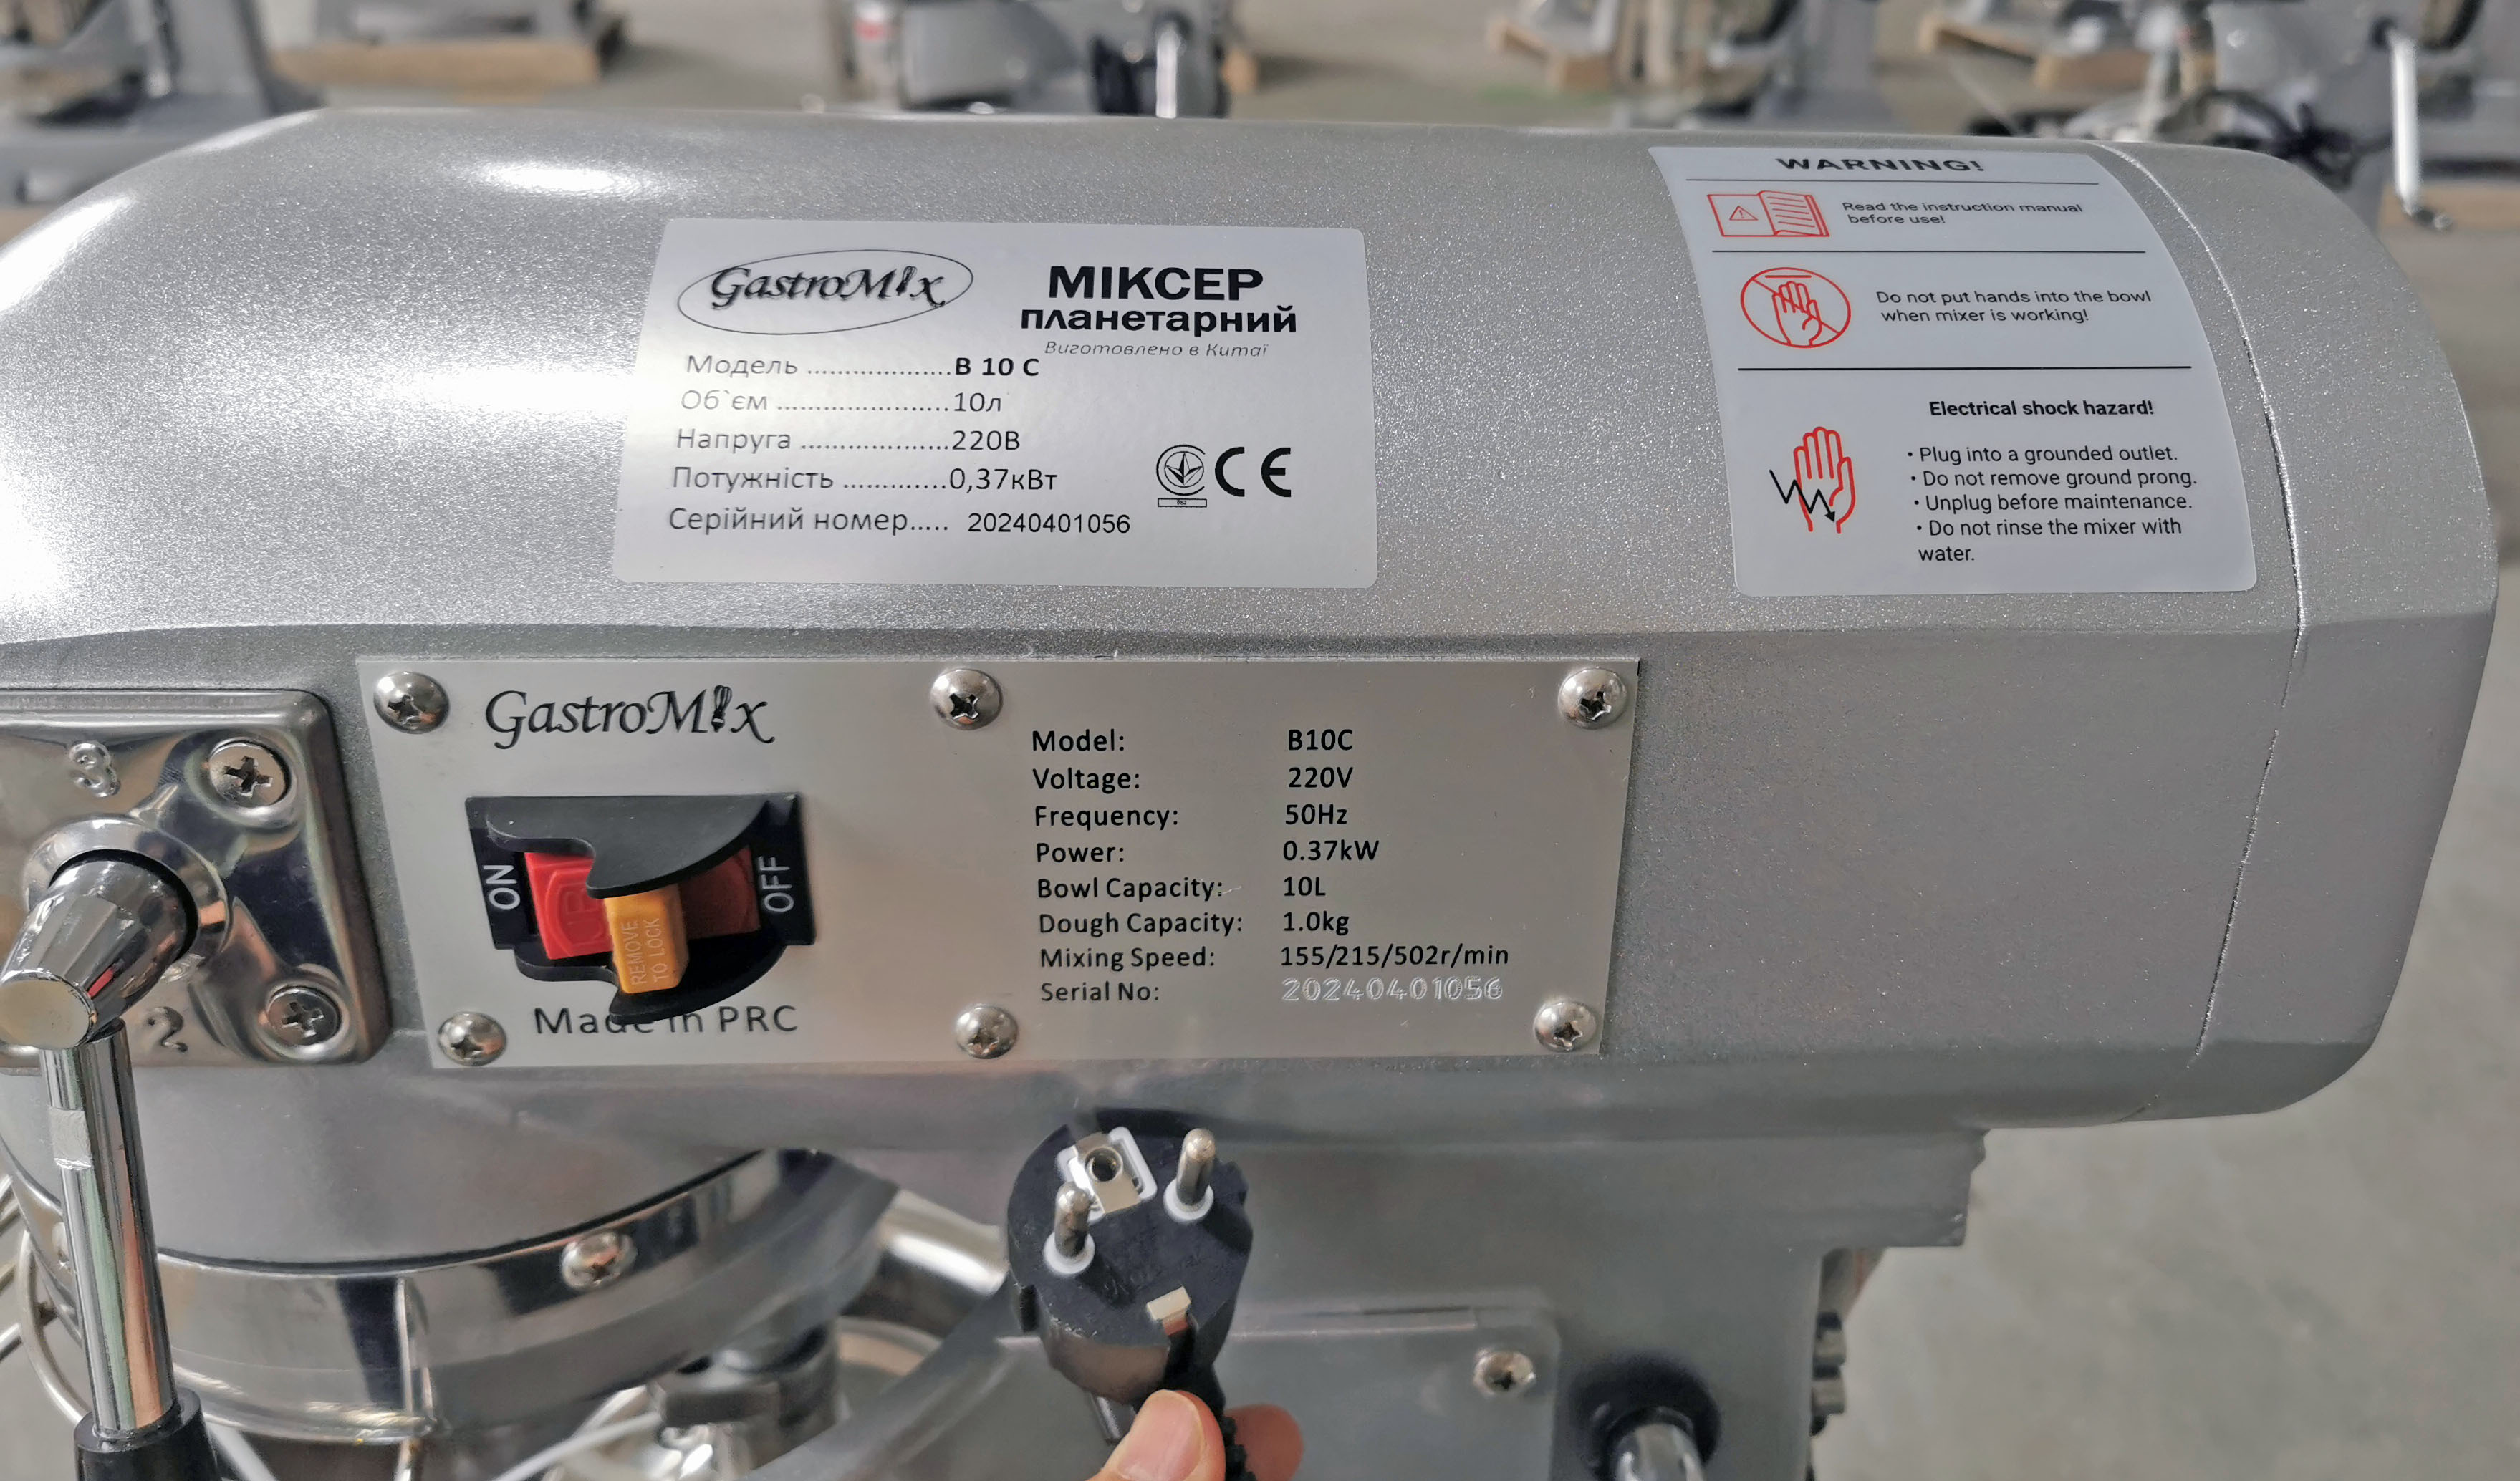 GastroMix
МІКСЕР
планетарний
Виготовлено в Китаї
Модель ...................В 10 С
Об`єм ......................10л
Напруга ...................220В
Потужність .............0,37кВт
Серійний номер..... 20240401056
CE
WARNING!
Read the instruction manual
before use!
Do not put hands into the bowl
when mixer is working!
Electrical shock hazard!
• Plug into a grounded outlet.
• Do not remove ground prong.
• Unplug before maintenance.
• Do not rinse the mixer with
water.
3
2
GastroMix
ON
OFF
REMOVE
TO LOCK
Made in PRC
Model: B10C
Voltage: 220V
Frequency: 50Hz
Power: 0.37kW
Bowl Capacity: 10L
Dough Capacity: 1.0kg
Mixing Speed: 155/215/502r/min
Serial No: 20240401056